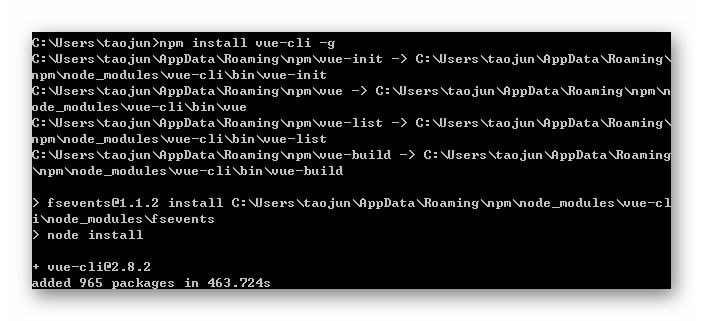 C:\Users\taojun>npm install vue-cli -g
C:\Users\taojun\AppData\Roaming\npm\vue-init -> C:\Users\taojun\AppData\Roaming\
npm\node_modules\vue-cli\bin\vue-init
C:\Users\taojun\AppData\Roaming\npm\vue -> C:\Users\taojun\AppData\Roaming\npm\n
ode_modules\vue-cli\bin\vue
C:\Users\taojun\AppData\Roaming\npm\vue-list -> C:\Users\taojun\AppData\Roaming\
npm\node_modules\vue-cli\bin\vue-list
C:\Users\taojun\AppData\Roaming\npm\vue-build -> C:\Users\taojun\AppData\Roaming
\npm\node_modules\vue-cli\bin\vue-build
> fsevents@1.1.2 install C:\Users\taojun\AppData\Roaming\npm\node_modules\vue-cl
i\node_modules\fsevents
> node install
+ vue-cli@2.8.2
added 965 packages in 463.724s